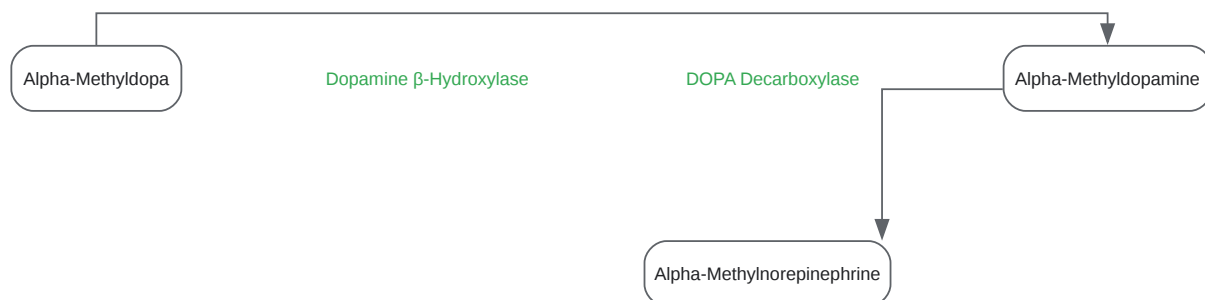 Alpha-Methyldopa
Dopamine β-Hydroxylase
DOPA Decarboxylase
Alpha-Methyldopamine
Alpha-Methylnorepinephrine